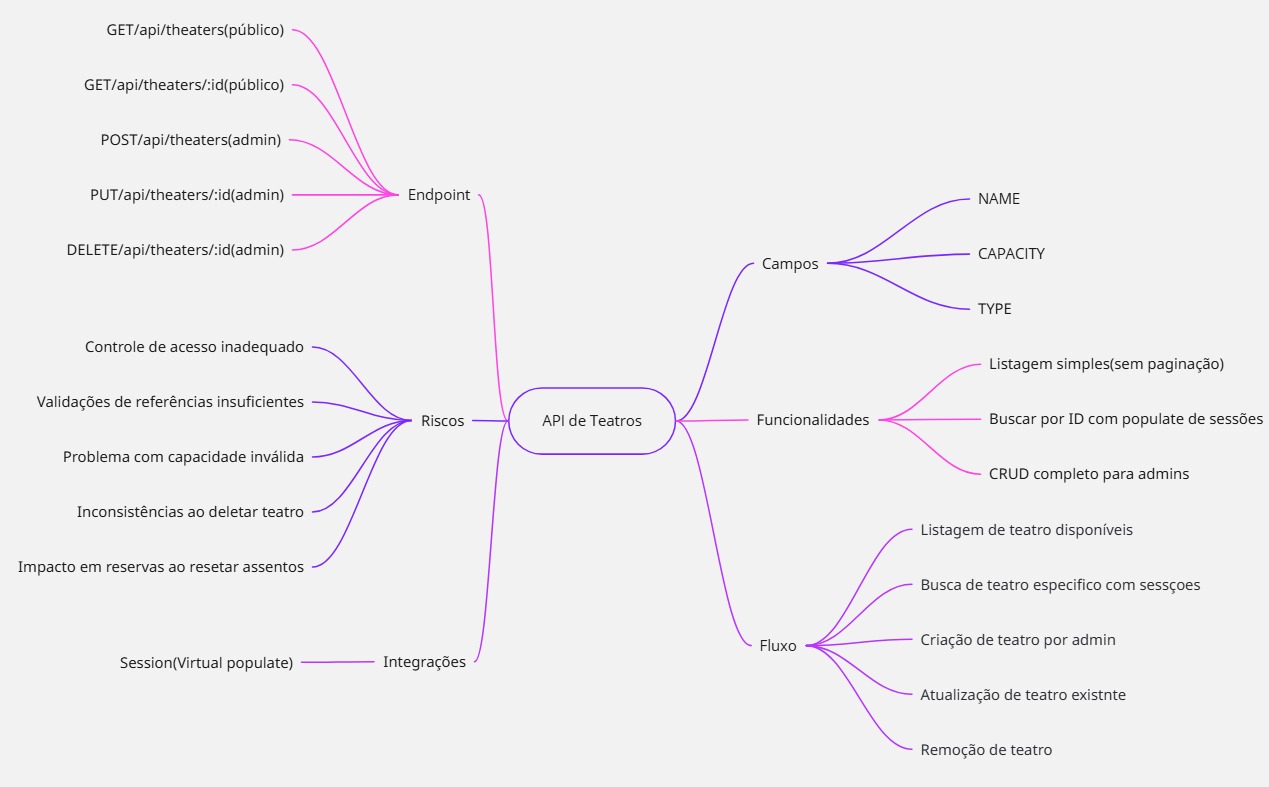 GET/api/theaters(público)
GET/api/theaters/:id(público)
POST/api/theaters(admin)
PUT/api/theaters/:id(admin)
DELETE/api/theaters/:id(admin)
Endpoint
Controle de acesso inadequado
Validações de referências insuficientes
Problema com capacidade inválida
Inconsistências ao deletar teatro
Impacto em reservas ao resetar assentos
Riscos
Session(Virtual populate)
Integrações
API de Teatros
Campos
NAME
CAPACITY
TYPE
Funcionalidades
Listagem simples(sem paginação)
Buscar por ID com populate de sessões
CRUD completo para admins
Fluxo
Listagem de teatro disponíveis
Busca de teatro especifico com sessçoes
Criação de teatro por admin
Atualização de teatro existnte
Remoção de teatro